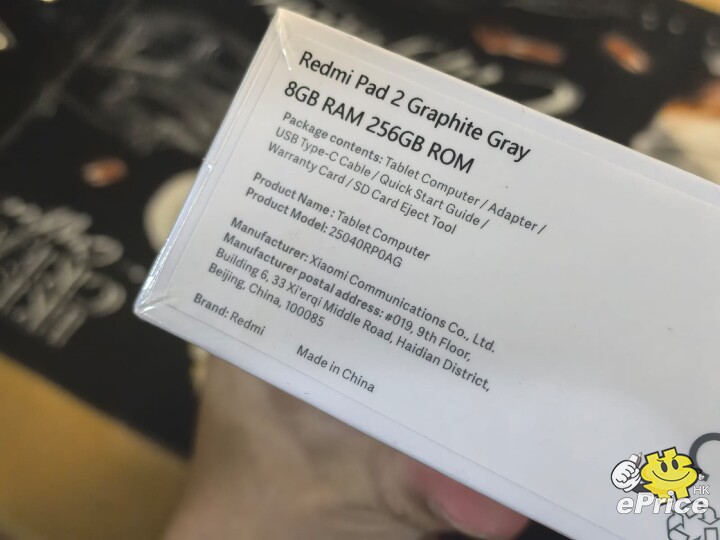 Redmi Pad 2 Graphite Gray
8GB RAM 256GB ROM
Package contents: Tablet Computer / Adapter /
USB Type-C Cable / Quick Start Guide /
Warranty Card / SD Card Eject Tool
Product Name : Tablet Computer
Product Model: 25040RP0AG
Manufacturer: Xiaomi Communications Co., Ltd.
Manufacturer postal address: #019, 9th Floor,
Building 6, 33 Xi'erqi Middle Road, Haidian District,
Beijing, China, 100085
Brand: Redmi
Made in China
HK
ePrice